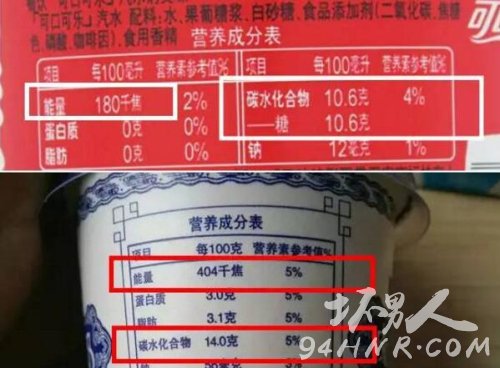 可口可乐》汽水 配料:水、果葡糖浆、白砂糖、食品添加剂(二氧化碳、焦糖
色、磷酸、咖啡因)、食用香精
营养成分表
项目 每100毫升 营养素参考值% 项目 每100毫升 营养素参考值%
能量 180千焦 2% 碳水化合物 10.6克 4%
蛋白质 0克 0% ——糖 10.6克
脂肪 0克 0% 钠 12毫克 1%
营养成分表
项目 每100克 营养素参考值%
能量 404千焦 5%
蛋白质 3.0克 5%
脂肪 3.1克 5%
碳水化合物 14.0克 5%
坏男人
94HNR.COM